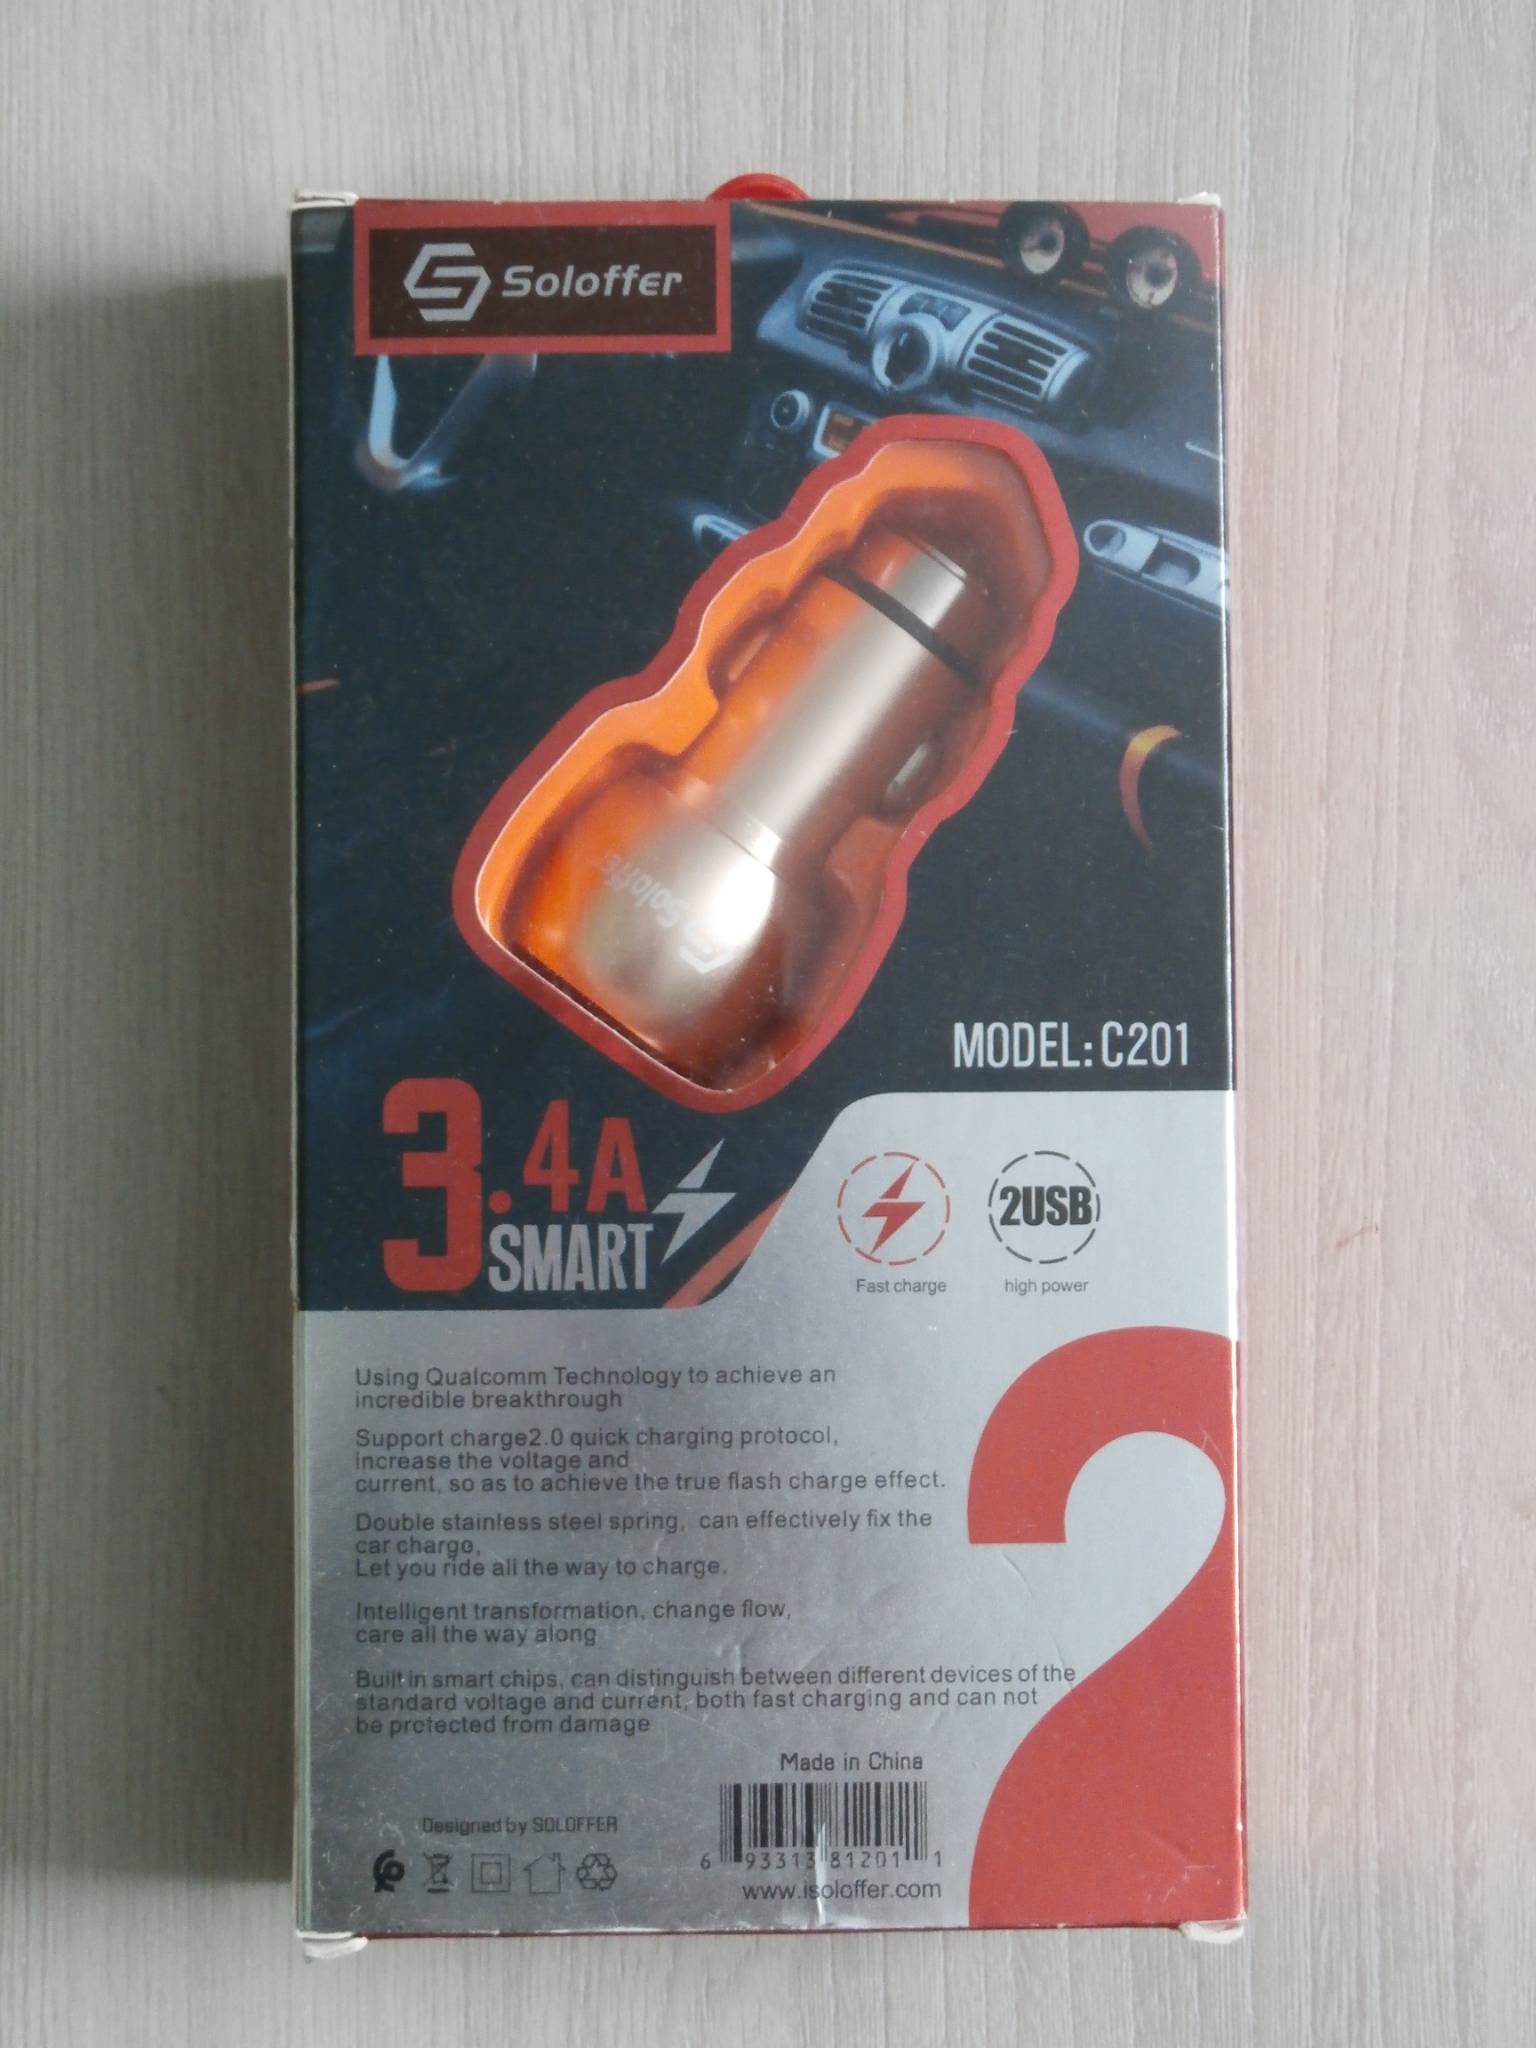 Soloffer
Soloffer
MODEL: C201
3.4A
SMART
2USB
Fast charge
high power
Using Qualcomm Technology to achieve an
incredible breakthrough
Support charge2.0 quick charging protocol,
increase the voltage and
current, so as to achieve the true flash charge effect.
Double stainless steel spring, can effectively fix the
car charge,
Let you ride all the way to charge.
Intelligent transformation, change flow,
care all the way along
Built in smart chips, can distinguish between different devices of the
standard voltage and current, both fast charging and can not
be protected from damage
Made in China
Designed by SOLOFFER
6 933138 812011
www.isoloffer.com
2